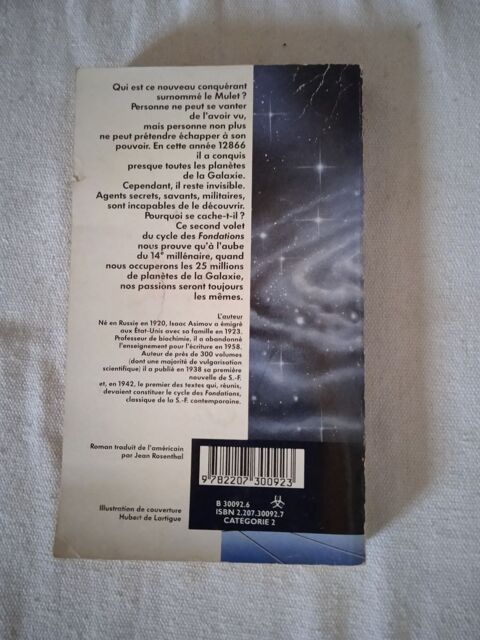 Qui est ce nouveau conquérant
surnommé le Mulet ?
Personne ne peut se vanter
de l'avoir vu,
mais personne non plus
ne peut prétendre échapper à son
pouvoir. En cette année 12866
il a conquis
presque toutes les planètes
de la Galaxie.
Cependant, il reste invisible.
Agents secrets, savants, militaires,
sont incapables de le découvrir.
Pourquoi se cache-t-il ?
Ce second volet
du cycle des Fondations
nous prouve qu'à l'aube
du 14e millénaire, quand
nous occuperons les 25 millions
de planètes de la Galaxie,
nos passions seront toujours
les mêmes.
L'auteur
Né en Russie en 1920, Isaac Asimov a émigré
aux État-Unis avec sa famille en 1923.
Professeur de biochimie, il a abandonné
l'enseignement pour l'écriture en 1958.
Auteur de près de 300 volumes
(dont une majorité de vulgarisation
scientifique) il a publié en 1938 sa première
nouvelle de S.-F.
et, en 1942, le premier des textes qui, réunis,
devaient constituer le cycle des Fondations,
classique de la S.-F. contemporaine.
Roman traduit de l'américain
par Jean Rosenthal
9 782207 300923
Illustration de couverture
Hubert de Lartigue
B 30092.6
ISBN 2.207.30092.7
CATEGORIE 2